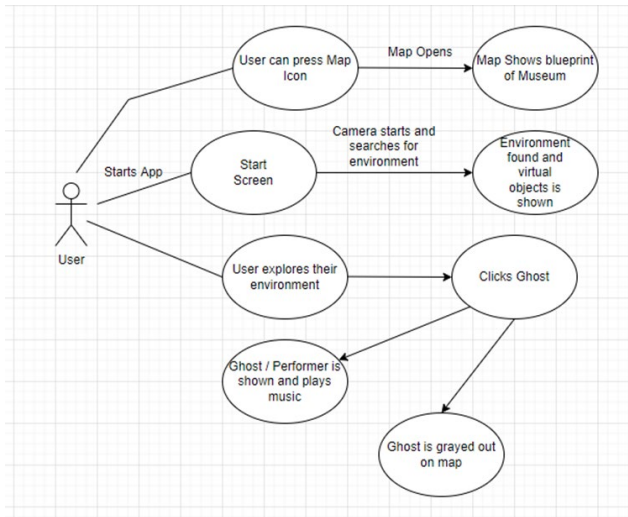 User can press Map
Icon
Map Opens
Map Shows blueprint
of Museum
Starts App
Start
Screen
Camera starts and
searches for
environment
Environment
found and
virtual
objects is
shown
User
User explores their
environment
Clicks Ghost
Ghost / Performer is
shown and plays
music
Ghost is grayed out
on map